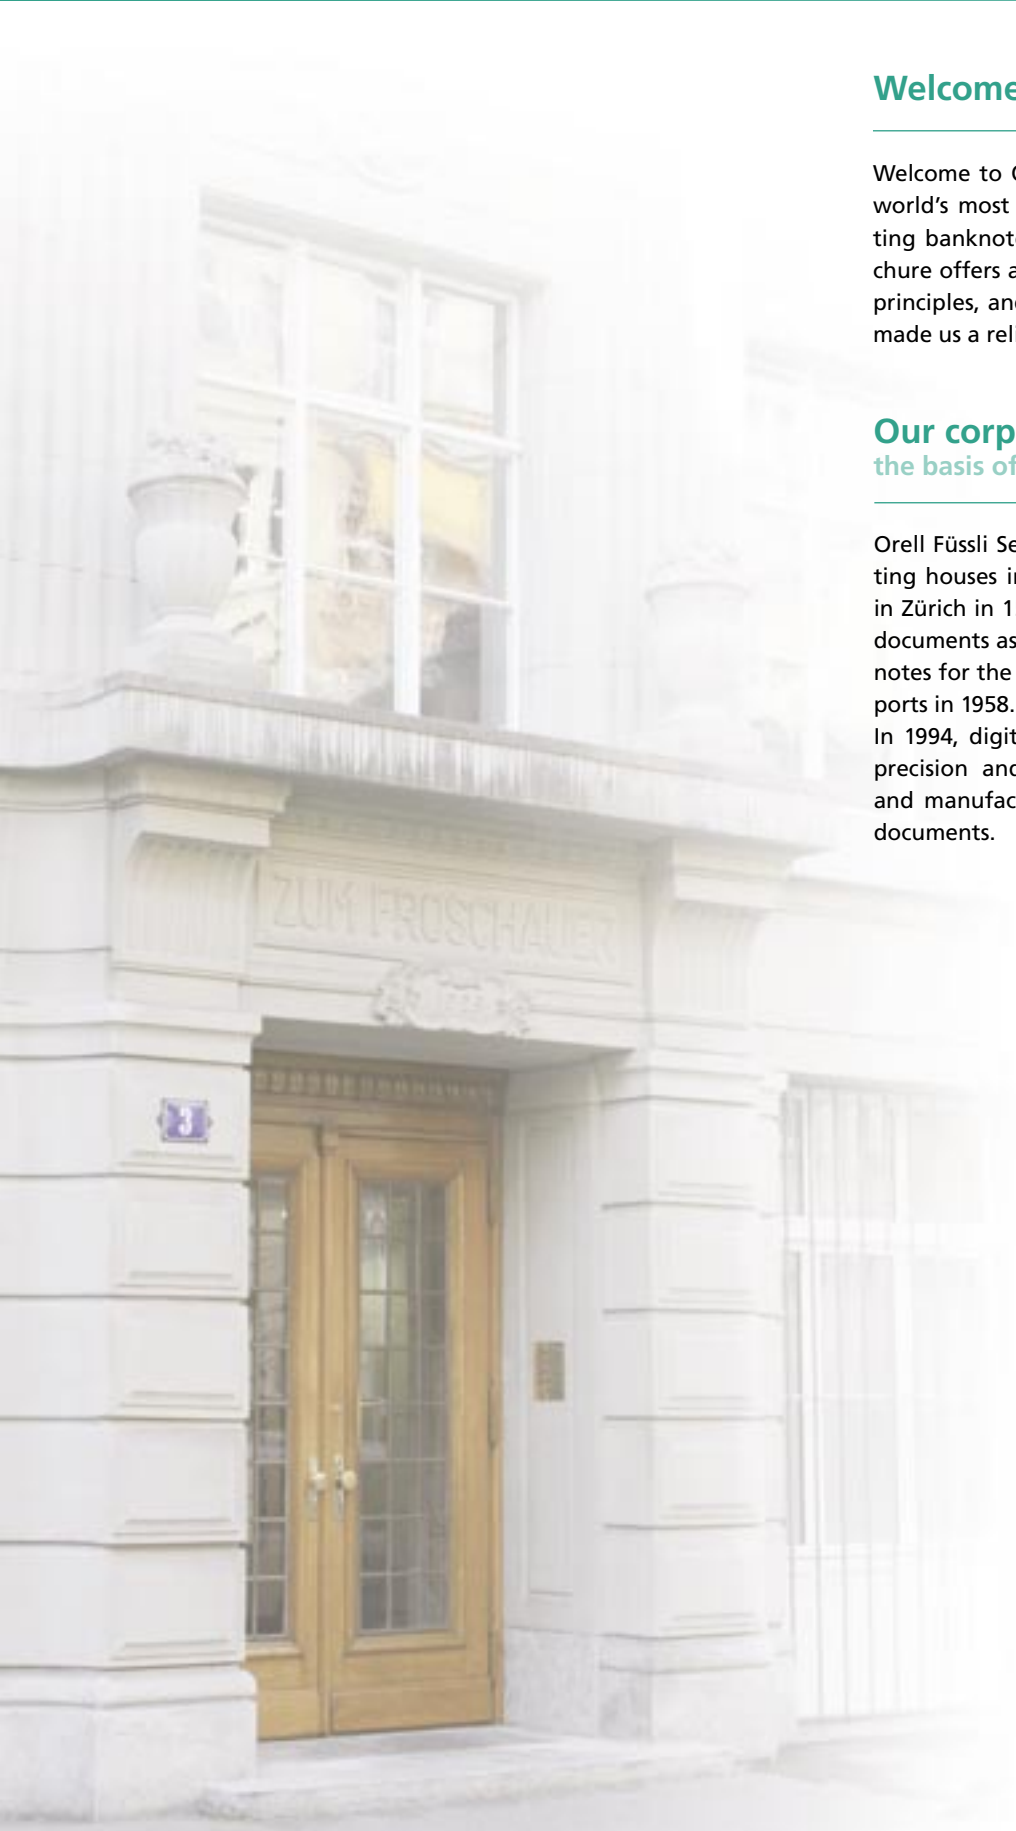 Welcome
Welcome to
world's most
ting banknot
chure offers a
principles, an
made us a reli
Our corp
the basis of
Orell Füssli Se
ting houses i
in Zürich in 1
documents as
notes for the
ports in 1958.
In 1994, digit
precision and
and manufac
documents.
ZUM FROSCHAUER
3